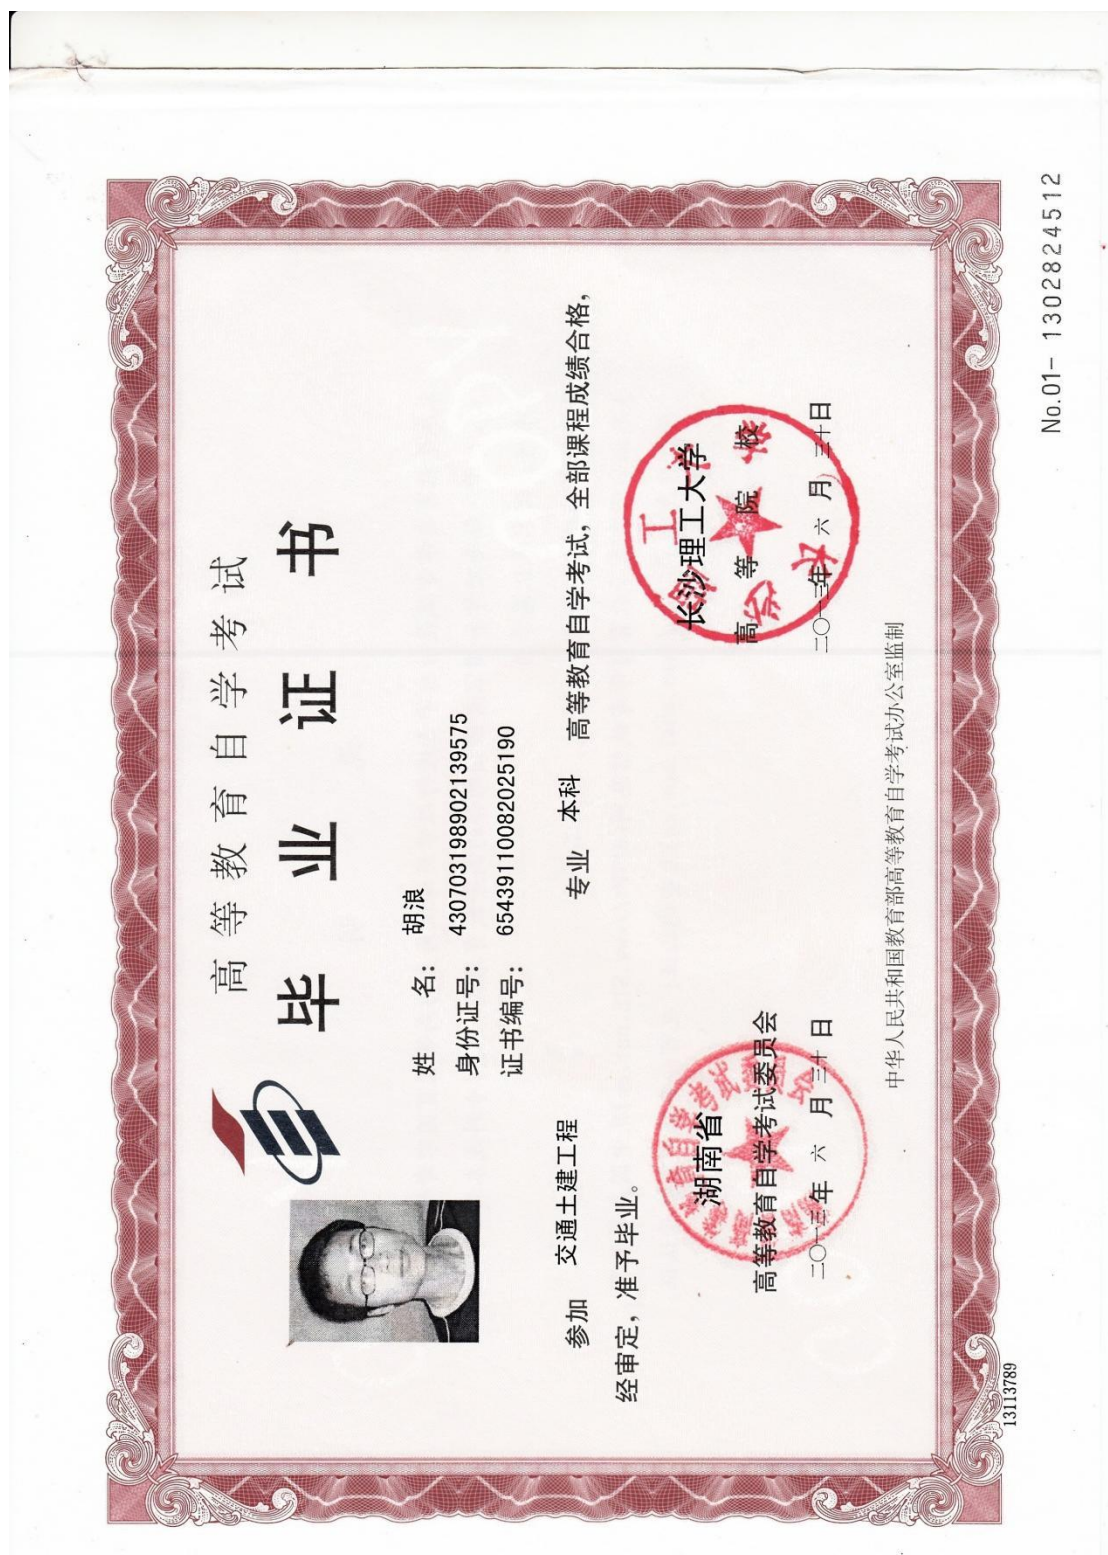 高等教育自学考试
毕业证书
姓 名: 胡浪
身份证号: 430703198902139575
证书编号: 654391100820251​90
参加 交通土建工程 专业 本科 高等教育自学考试, 全部课程成绩合格,
经审定, 准予毕业。
湖南省
高等教育自学考试委员会
二〇一三年 六 月 三十日
长沙理工大学
高 等 院 校
二〇一三年 六 月 三十日
中华人民共和国教育部高等教育自学考试办公室监制
13113789
No.01- 1302824512